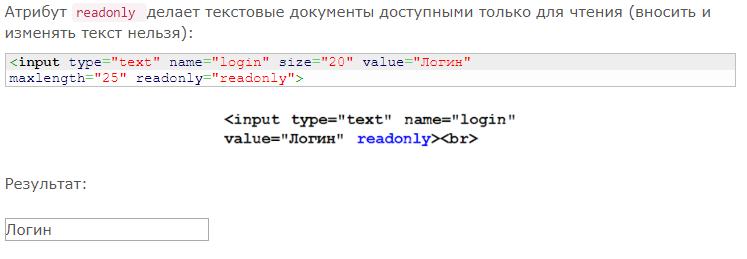 Атрибут readonly делает текстовые документы доступными только для чтения (вносить и
изменять текст нельзя):
<input type="text" name="login" size="20" value="Логин"
maxlength="25" readonly="readonly">
<input type="text" name="login"
value="Логин" readonly><br>
Результат:
Логин